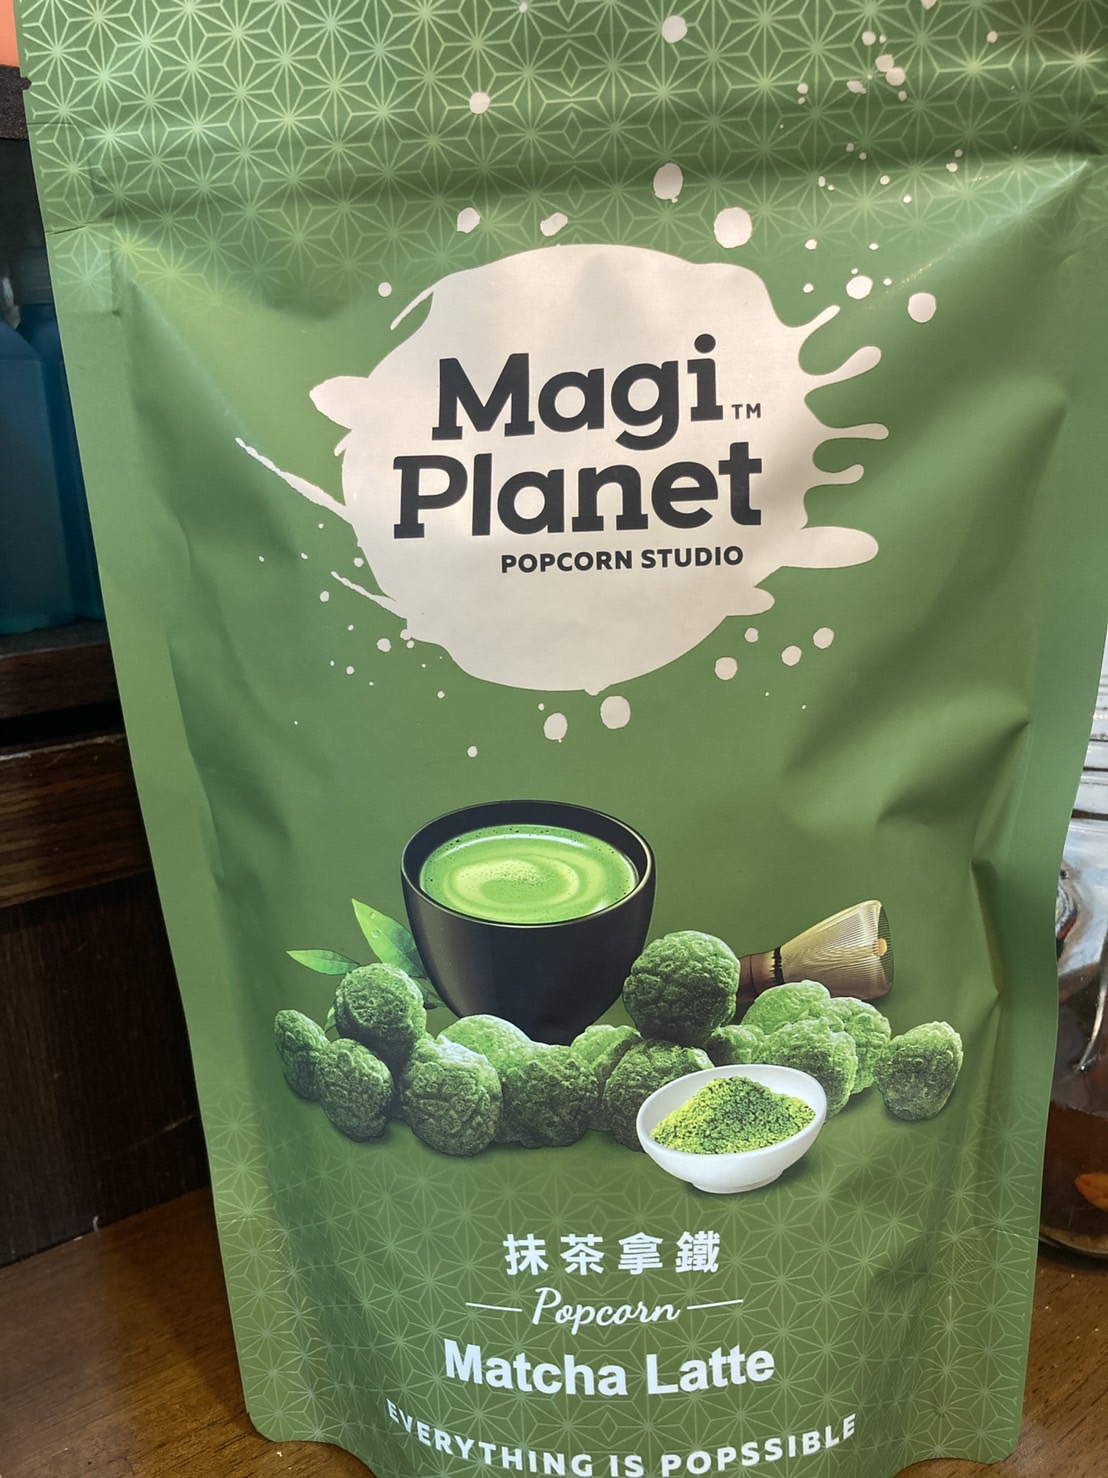 Magi™
Planet
POPCORN STUDIO
抹茶拿鐵
Popcorn
Matcha Latte
EVERYTHING IS POPSSIBLE